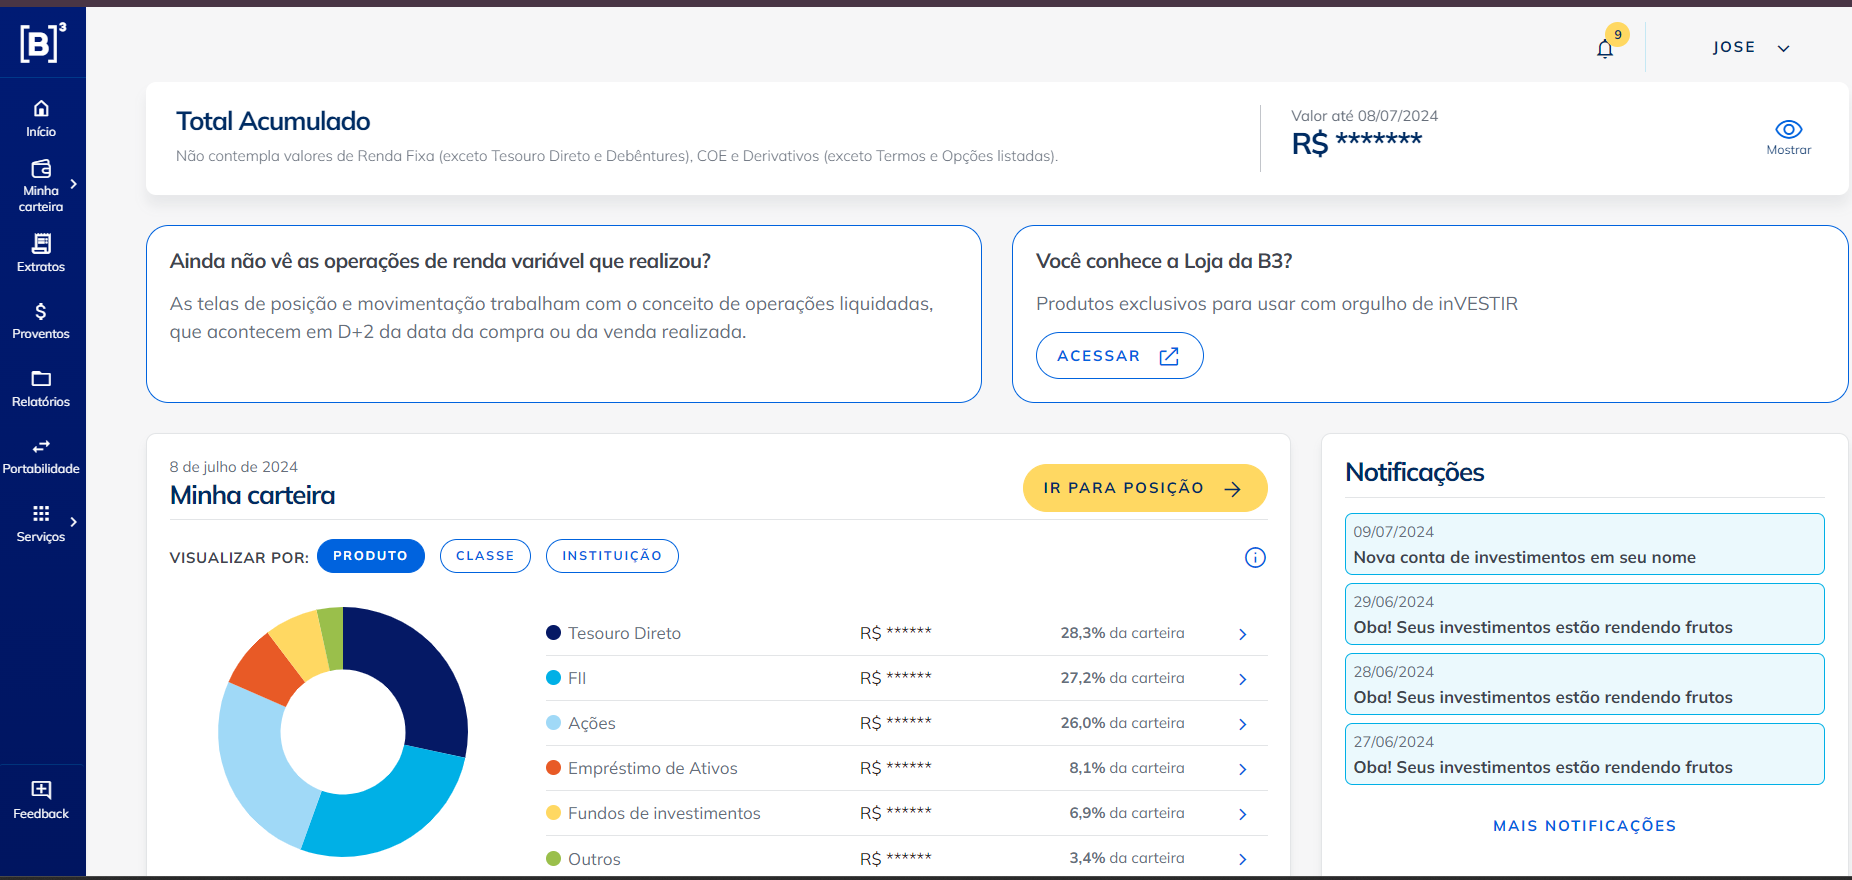 [B]³
Início
Minha
carteira
Extratos
Proventos
Relatórios
Portabilidade
Serviços
Feedback
9
JOSE
Total Acumulado
Não contempla valores de Renda Fixa (exceto Tesouro Direto e Debêntures), COE e Derivativos (exceto Termos e Opções listadas).
Valor até 08/07/2024
R$ *******
Mostrar
Ainda não vê as operações de renda variável que realizou?
As telas de posição e movimentação trabalham com o conceito de operações liquidadas,
que acontecem em D+2 da data da compra ou da venda realizada.
Você conhece a Loja da B3?
Produtos exclusivos para usar com orgulho de inVESTIR
ACESSAR
8 de julho de 2024
Minha carteira
IR PARA POSIÇÃO
VISUALIZAR POR: PRODUTO CLASSE INSTITUIÇÃO
Tesouro Direto R$ ****** 28,3% da carteira
FII R$ ****** 27,2% da carteira
Ações R$ ****** 26,0% da carteira
Empréstimo de Ativos R$ ****** 8,1% da carteira
Fundos de investimentos R$ ****** 6,9% da carteira
Outros R$ ****** 3,4% da carteira
Notificações
09/07/2024
Nova conta de investimentos em seu nome
29/06/2024
Oba! Seus investimentos estão rendendo frutos
28/06/2024
Oba! Seus investimentos estão rendendo frutos
27/06/2024
Oba! Seus investimentos estão rendendo frutos
MAIS NOTIFICAÇÕES